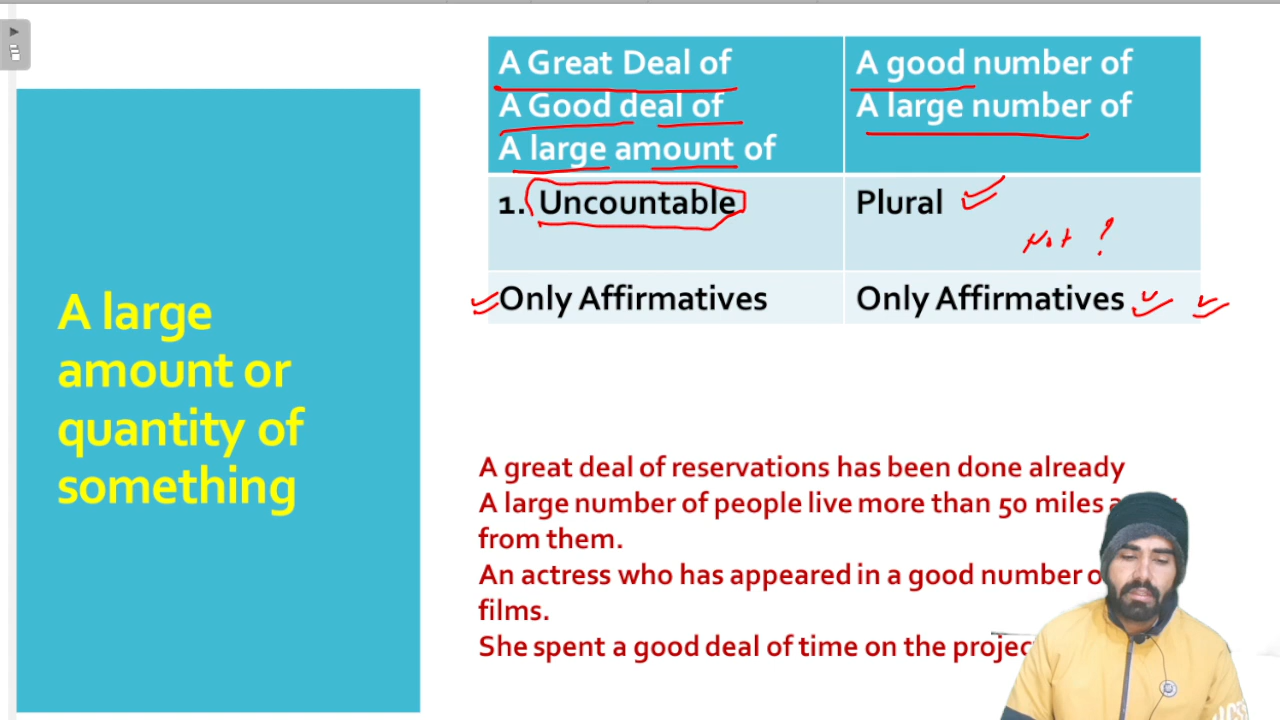 A large
amount or
quantity of
something
A Great Deal of
A Good deal of
A large amount of
A good number of
A large number of
1. Uncountable
Plural
Not ?
Only Affirmatives
Only Affirmatives
A great deal of reservations has been done already
A large number of people live more than 50 miles
from them.
An actress who has appeared in a good number
films.
She spent a good deal of time on the